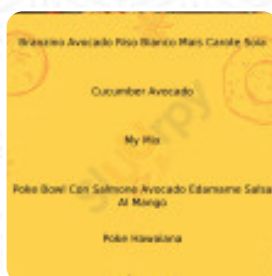 Branzino Avocado Riso Bianco Mais Carote Soia
Cucumber Avocado
My Mix
Poke Bowl Con Salmone Avocado Edamame Salsa
Al Mango
Poke Hawaiana
Slurrpy